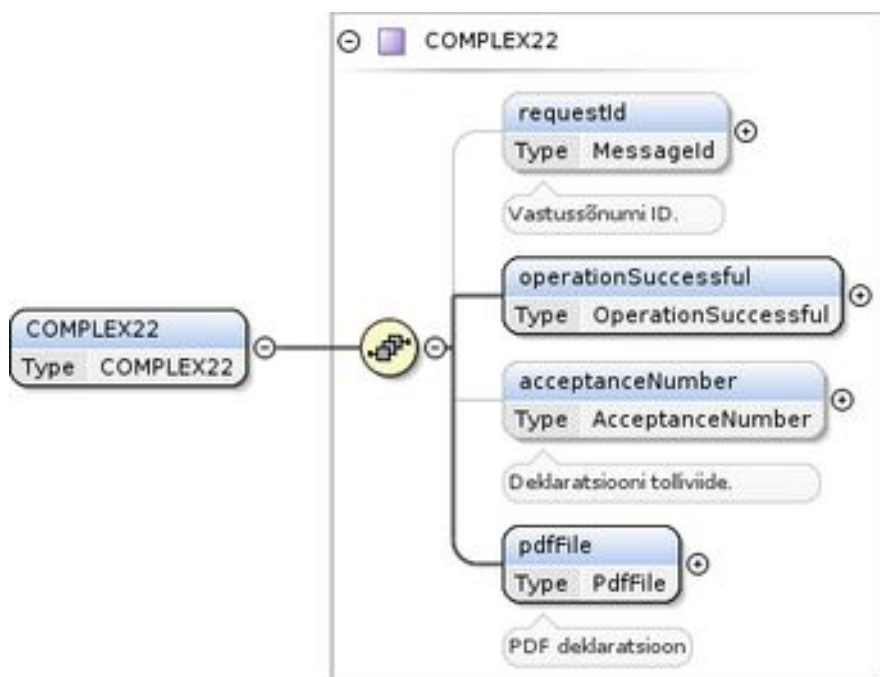 COMPLEX22
requestId
Type MessageId
Vastussõnumi ID.
operationSuccessful
Type OperationSuccessful
COMPLEX22
Type COMPLEX22
acceptanceNumber
Type AcceptanceNumber
Deklaratsiooni tolliviide.
pdfFile
Type PdfFile
PDF deklaratsioon